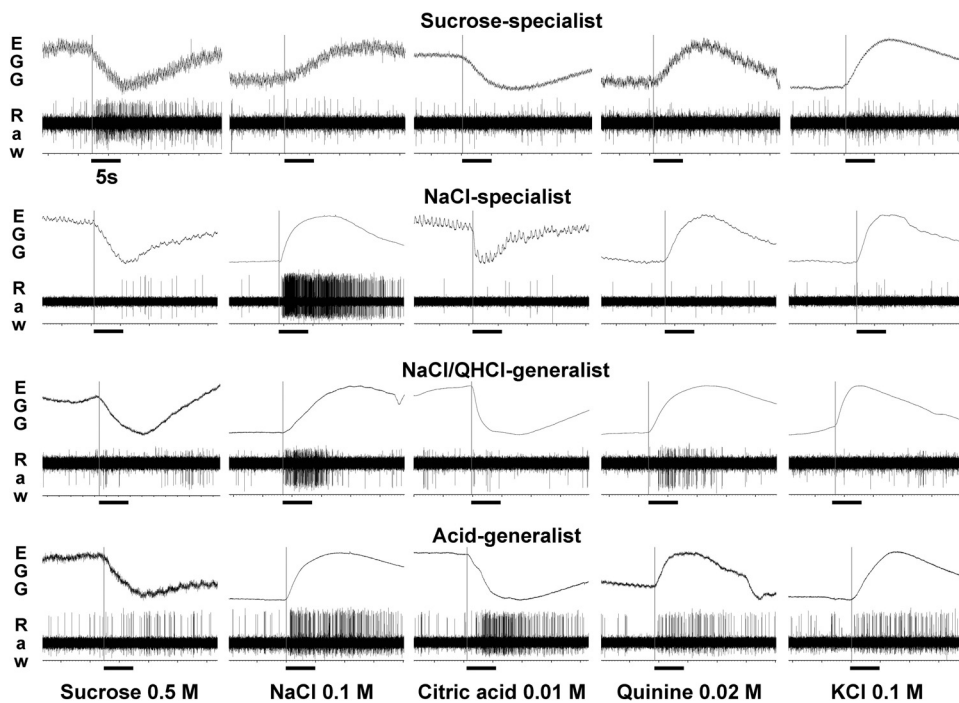 Sucrose-specialist
EGG
Raw
5s
NaCl-specialist
EGG
Raw
NaCl/QHCl-generalist
EGG
Raw
Acid-generalist
EGG
Raw
Sucrose 0.5 M NaCl 0.1 M Citric acid 0.01 M Quinine 0.02 M KCl 0.1 M